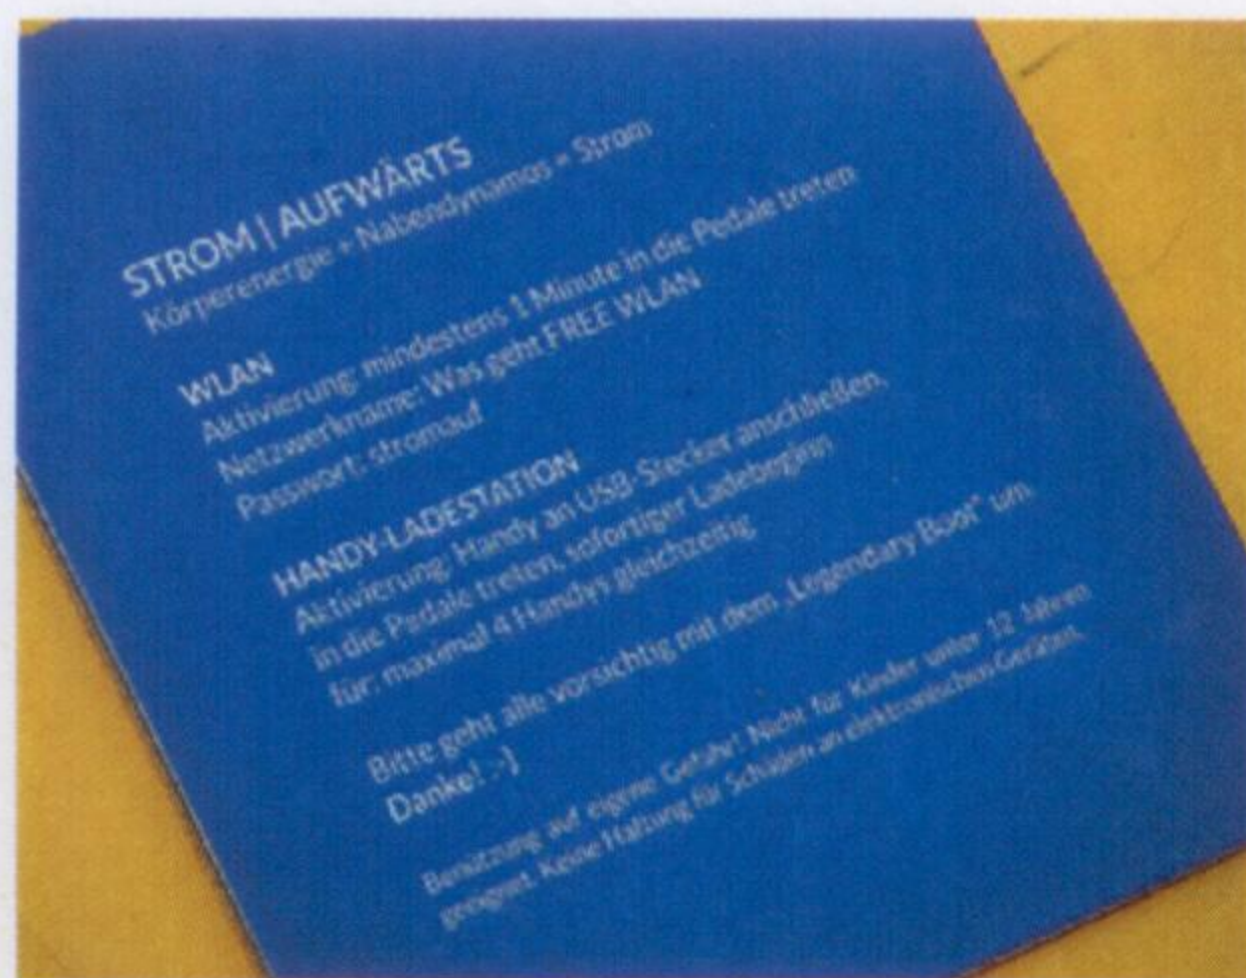 STROM | AUFWÄRTS
Körperenergie + Nabendynamos = Strom
WLAN
Aktivierung: mindestens 1 Minute in die Pedale treten
Netzwerkname: Was geht FREE WLAN
Passwort: stromauf
HANDY-LADESTATION
Aktivierung: Handy an USB-Stecker anschließen,
in die Pedale treten, sofortiger Ladebeginn
für: maximal 4 Handys gleichzeitig
Bitte geht alle vorsichtig mit dem „Legendary Boot“ um.
Danke! :-)
Benützung auf eigene Gefahr! Nicht für Kinder unter 12 Jahren
geeignet. Keine Haftung für Schäden an elektronischen Geräten.